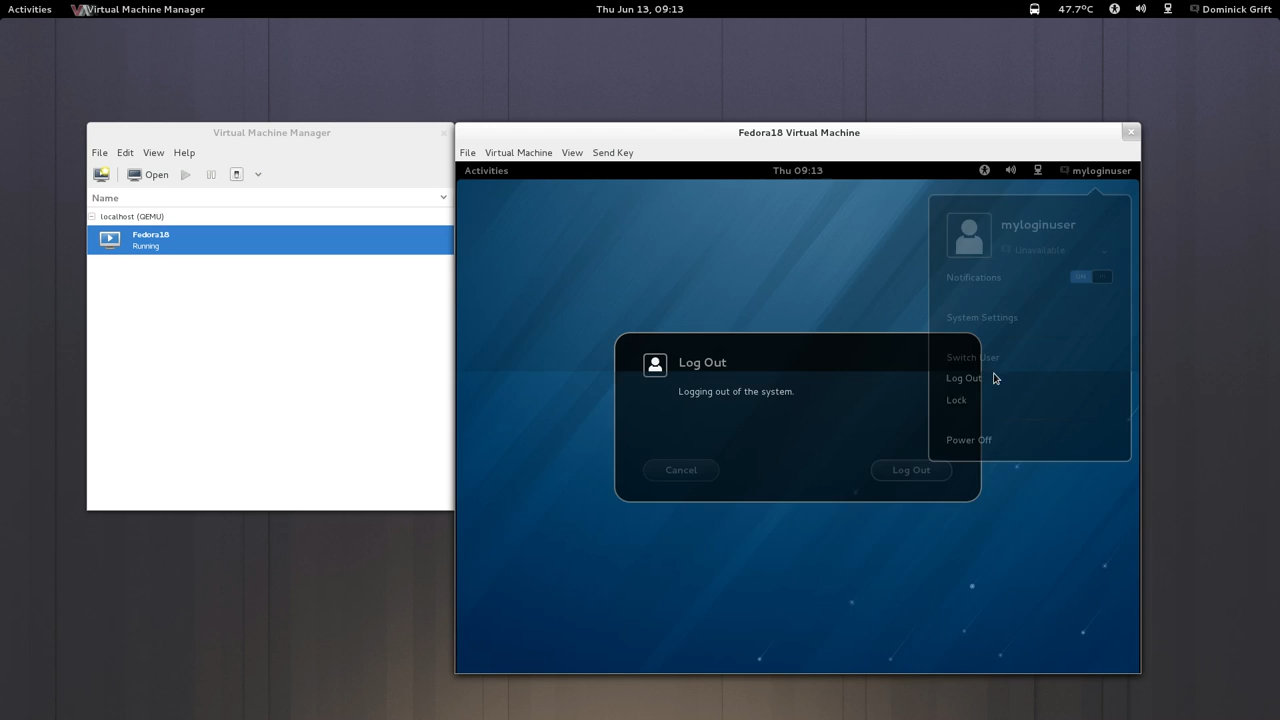 Activities Virtual Machine Manager Thu Jun 13, 09:13 47.7ºC Dominick Grift
Virtual Machine Manager
File Edit View Help
Open
Name
localhost (QEMU)
Fedora18
Running
Fedora18 Virtual Machine
File Virtual Machine View Send Key
Activities Thu 09:13 myloginuser
myloginuser
Unavailable
Notifications ON
System Settings
Switch User
Log Out
Lock
Power Off
Log Out
Logging out of the system.
Cancel Log Out